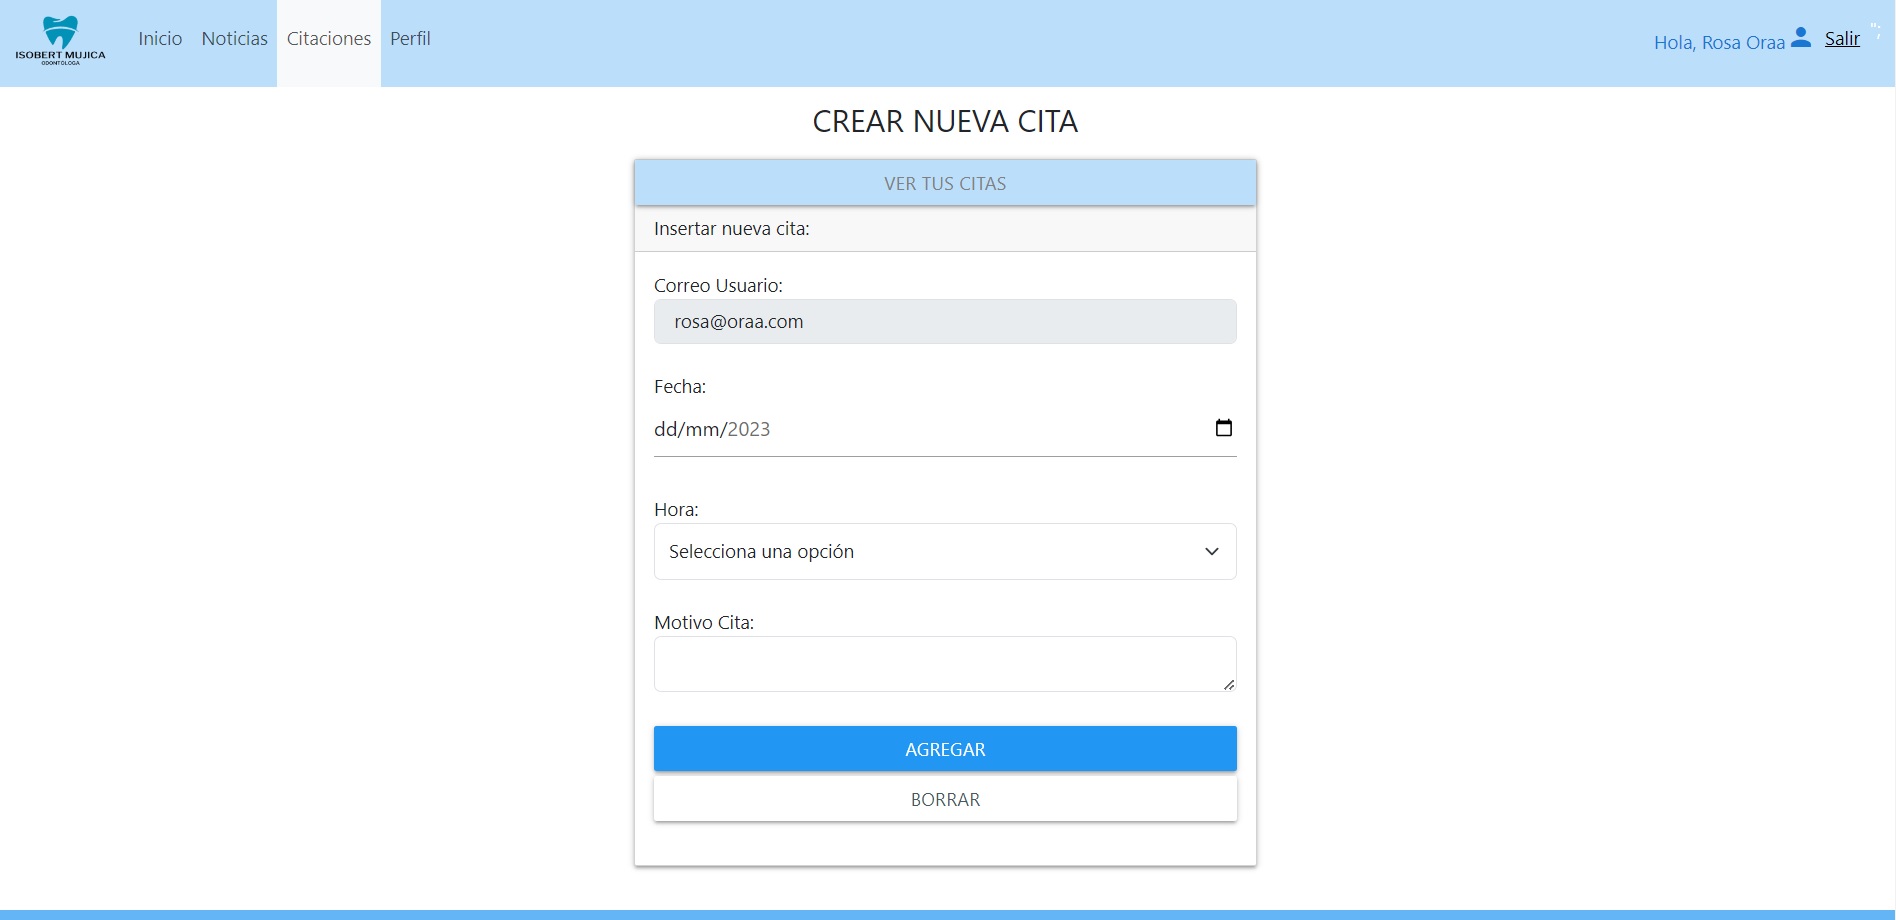 ISOBERT MUJICA
ODONTOLOGA
Inicio Noticias Citaciones Perfil
Hola, Rosa Oraa Salir
CREAR NUEVA CITA
VER TUS CITAS
Insertar nueva cita:
Correo Usuario:
rosa@oraa.com
Fecha:
dd/mm/2023
Hora:
Selecciona una opción
Motivo Cita:
AGREGAR
BORRAR